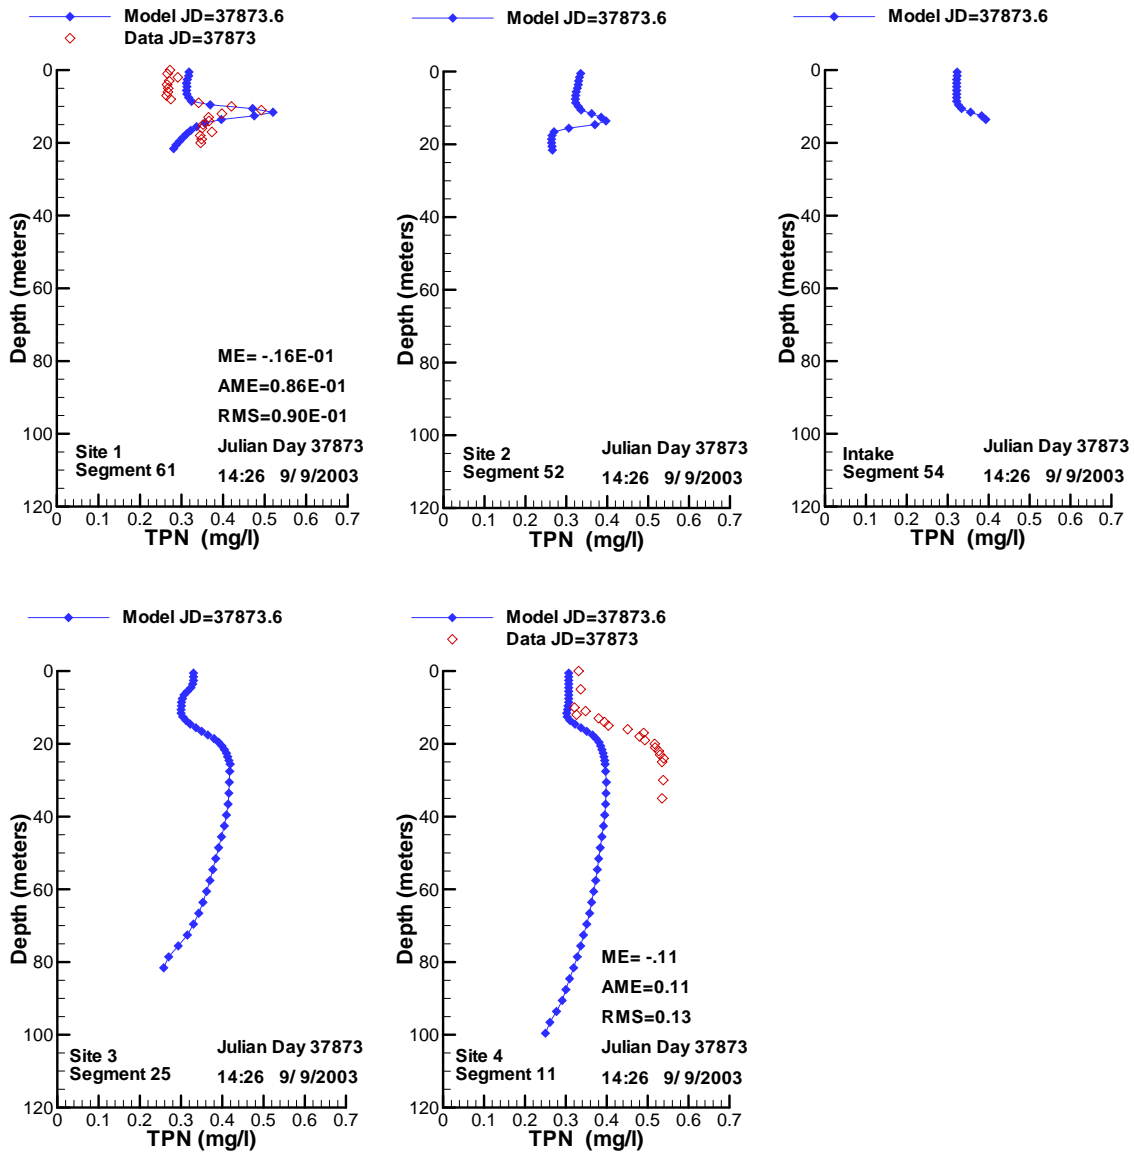 Model JD=37873.6
Data JD=37873
0
20
40
60
80
100
120
Depth (meters)
ME= -.16E-01
AME=0.86E-01
RMS=0.90E-01
Site 1
Segment 61
Julian Day 37873
14:26 9/ 9/2003
0 0.1 0.2 0.3 0.4 0.5 0.6 0.7
TPN (mg/l)
Model JD=37873.6
0
20
40
60
80
100
120
Depth (meters)
Site 2
Segment 52
Julian Day 37873
14:26 9/ 9/2003
0 0.1 0.2 0.3 0.4 0.5 0.6 0.7
TPN (mg/l)
Model JD=37873.6
0
20
40
60
80
100
120
Depth (meters)
Intake
Segment 54
Julian Day 37873
14:26 9/ 9/2003
0 0.1 0.2 0.3 0.4 0.5 0.6 0.7
TPN (mg/l)
Model JD=37873.6
0
20
40
60
80
100
120
Depth (meters)
Site 3
Segment 25
Julian Day 37873
14:26 9/ 9/2003
0 0.1 0.2 0.3 0.4 0.5 0.6 0.7
TPN (mg/l)
Model JD=37873.6
Data JD=37873
0
20
40
60
80
100
120
Depth (meters)
ME= -.11
AME=0.11
RMS=0.13
Site 4
Segment 11
Julian Day 37873
14:26 9/ 9/2003
0 0.1 0.2 0.3 0.4 0.5 0.6 0.7
TPN (mg/l)